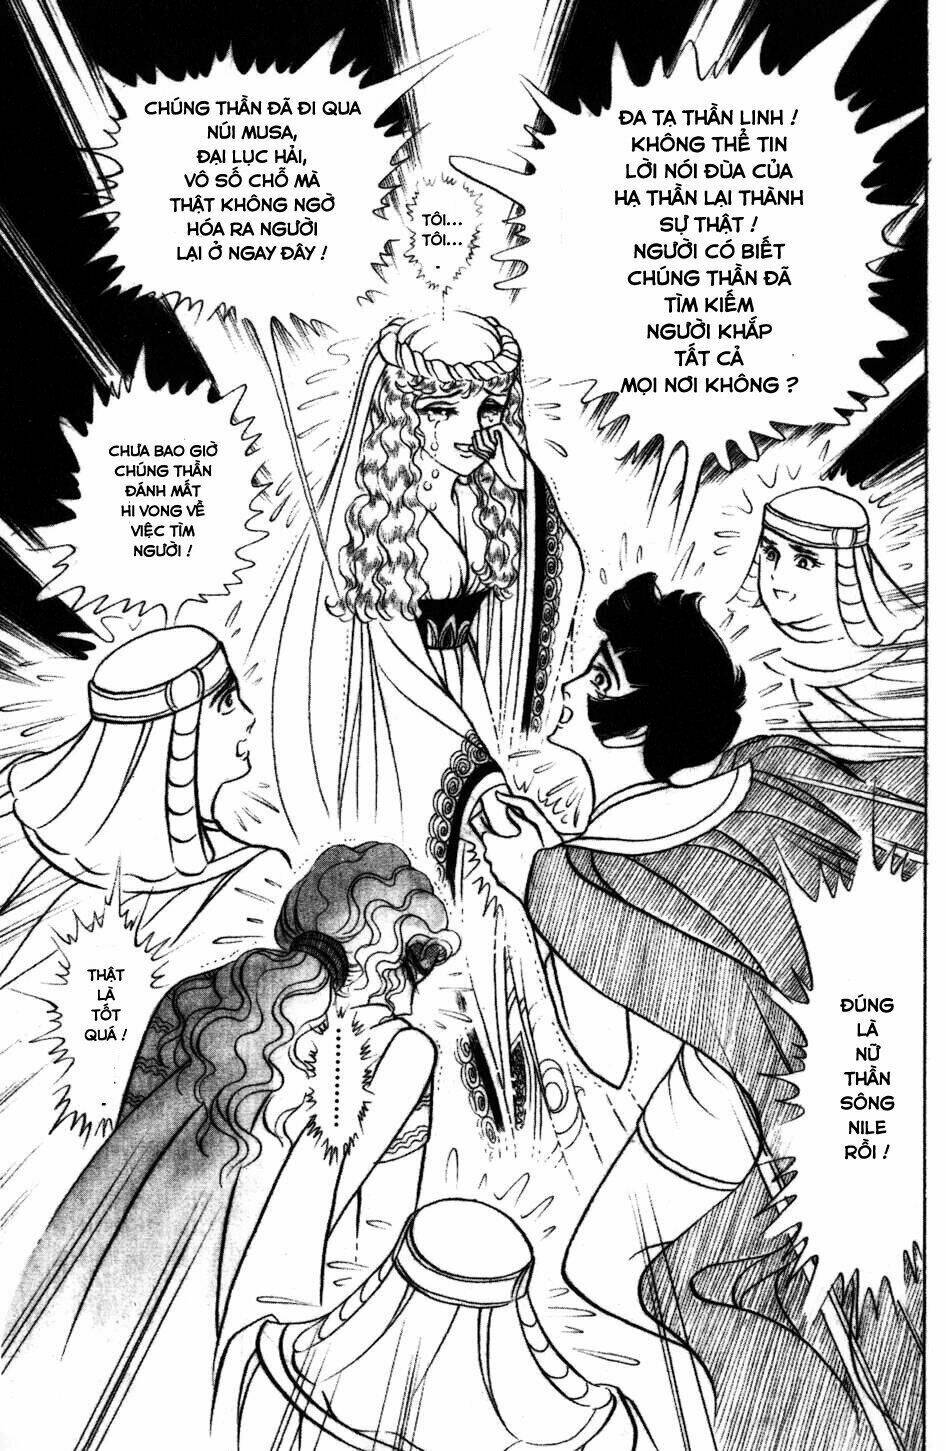 ĐA TẠ THẦN LINH !
KHÔNG THỂ TIN
LỜI NÓI ĐÙA CỦA
HẠ THẦN LẠI THÀNH
SỰ THẬT !
NGƯỜI CÓ BIẾT
CHÚNG THẦN ĐÃ
TÌM KIẾM
NGƯỜI KHẮP
TẤT CẢ
MỌI NƠI KHÔNG ?
TÔI...
TÔI...
.
CHÚNG THẦN ĐÃ ĐI QUA
NÚI MUSA,
ĐẠI LỤC HẢI,
VÔ SỐ CHỖ MÀ
THẬT KHÔNG NGỜ
HÓA RA NGƯỜI
LẠI Ở NGAY ĐÂY !
CHƯA BAO GIỜ
CHÚNG THẦN
ĐÁNH MẤT
HI VONG VỀ
VIỆC TÌM
NGƯỜI !
ĐÚNG
LÀ
NỮ
THẦN
SÔNG
NILE
RỒI !
THẬT
LÀ
TỐT
QUÁ !
..........